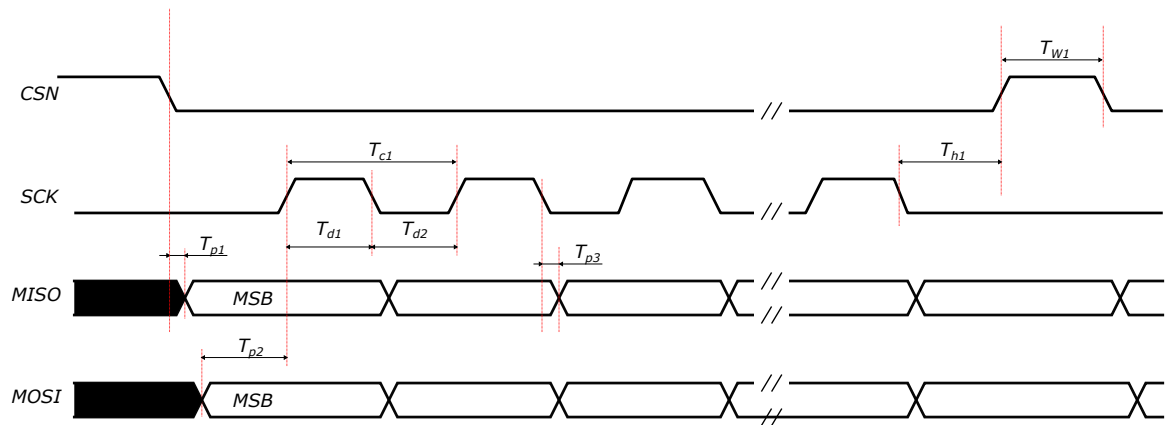 T_W1
CSN
//
T_c1
T_h1
SCK
//
T_d1
T_d2
T_p1
T_p3
MISO
MSB
//
//
T_p2
MOSI
MSB
//
//